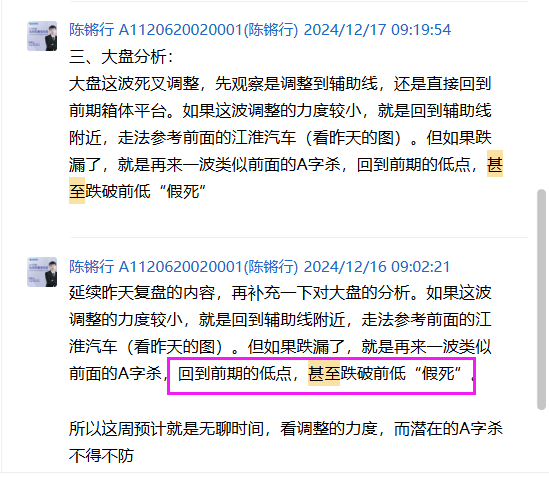 陈锵行 A1120620020001(陈锵行) 2024/12/17 09:19:54
三、大盘分析：
大盘这波死叉调整，先观察是调整到辅助线，还是直接回到
前期箱体平台。如果这波调整的力度较小，就是回到辅助线
附近，走法参考前面的江淮汽车（看昨天的图）。但如果跌
漏了，就是再来一波类似前面的A字杀，回到前期的低点，甚
至跌破前低“假死”
陈锵行 A1120620020001(陈锵行) 2024/12/16 09:02:21
延续昨天复盘的内容，再补充一下对大盘的分析。如果这波
调整的力度较小，就是回到辅助线附近，走法参考前面的江
淮汽车（看昨天的图）。但如果跌漏了，就是再来一波类似
前面的A字杀，回到前期的低点，甚至跌破前低“假死”。
所以这周预计就是无聊时间，看调整的力度，而潜在的A字杀
不得不防